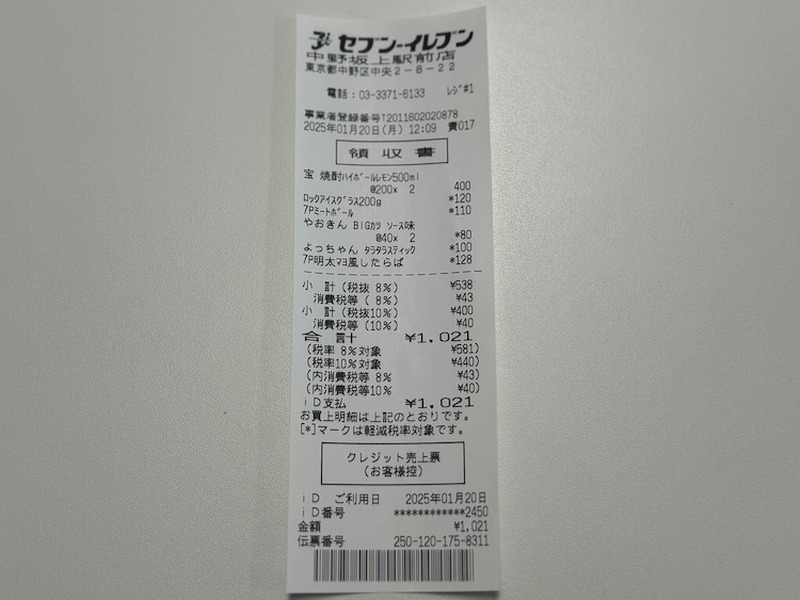 セブン-イレブン
中野坂上駅前店
東京都中野区中央2-8-22
電話:03-3371-6133 レジ#1
事業者登録番号T2011602020878
2025年01月20日(月) 12:09 責017
領収書
宝 焼酎ハイボールレモン500ml
@200x 2 400
ロックアイスグラス200g *120
7Pミートボール *110
やおきん BIGカツ ソース味
@40x 2 *80
よっちゃん タラタラスティック *100
7P明太マヨ風したらば *128
小 計(税抜 8%) ¥538
消費税等( 8%) ¥43
小 計(税抜10%) ¥400
消費税等(10%) ¥40
合 計 ¥1,021
(税率 8%対象 ¥581)
(税率10%対象 ¥440)
(内消費税等 8% ¥43)
(内消費税等10% ¥40)
iD支払 ¥1,021
お買上明細は上記のとおりです。
[*]マークは軽減税率対象です。
クレジット売上票
(お客様控)
iD ご利用日 2025年01月20日
iD番号 ************2450
金額 ¥1,021
伝票番号 250-120-175-8311